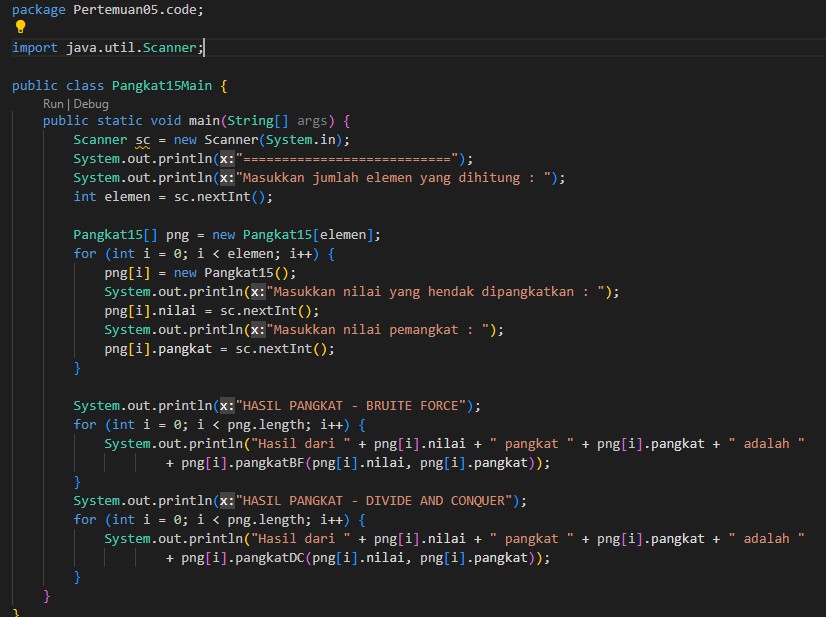 package Pertemuan05.code;
import java.util.Scanner;
public class Pangkat15Main {
Run | Debug
public static void main(String[] args) {
Scanner sc = new Scanner(System.in);
System.out.println(x:"===========================");
System.out.println(x:"Masukkan jumlah elemen yang dihitung : ");
int elemen = sc.nextInt();
Pangkat15[] png = new Pangkat15[elemen];
for (int i = 0; i < elemen; i++) {
png[i] = new Pangkat15();
System.out.println(x:"Masukkan nilai yang hendak dipangkatkan : ");
png[i].nilai = sc.nextInt();
System.out.println(x:"Masukkan nilai pemangkat : ");
png[i].pangkat = sc.nextInt();
}
System.out.println(x:"HASIL PANGKAT - BRUITE FORCE");
for (int i = 0; i < png.length; i++) {
System.out.println("Hasil dari " + png[i].nilai + " pangkat " + png[i].pangkat + " adalah "
+ png[i].pangkatBF(png[i].nilai, png[i].pangkat));
}
System.out.println(x:"HASIL PANGKAT - DIVIDE AND CONQUER");
for (int i = 0; i < png.length; i++) {
System.out.println("Hasil dari " + png[i].nilai + " pangkat " + png[i].pangkat + " adalah "
+ png[i].pangkatDC(png[i].nilai, png[i].pangkat));
}
}
}